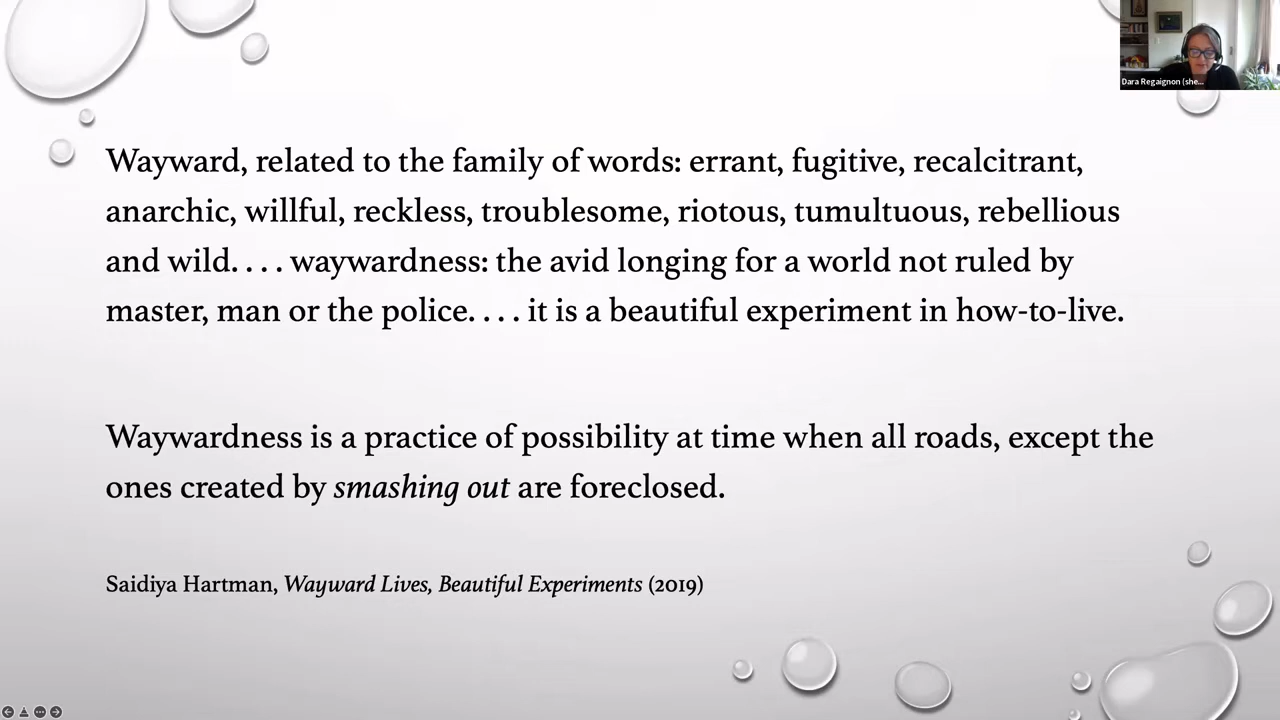 Dara Regaignon (she...
Wayward, related to the family of words: errant, fugitive, recalcitrant,
anarchic, willful, reckless, troublesome, riotous, tumultuous, rebellious
and wild. . . . waywardness: the avid longing for a world not ruled by
master, man or the police. . . . it is a beautiful experiment in how-to-live.
Waywardness is a practice of possibility at time when all roads, except the
ones created by smashing out are foreclosed.
Saidiya Hartman, Wayward Lives, Beautiful Experiments (2019)